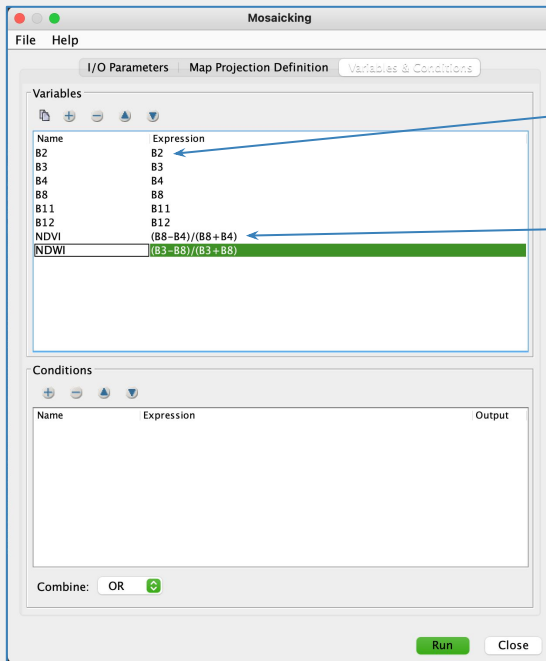 Mosaicking
File Help
I/O Parameters Map Projection Definition Variables & Conditions
Variables
Name Expression
B2 B2
B3 B3
B4 B4
B8 B8
B11 B11
B12 B12
NDVI (B8-B4)/(B8+B4)
NDWI (B3-B8)/(B3+B8)
Conditions
Name Expression Output
Combine: OR
Run Close